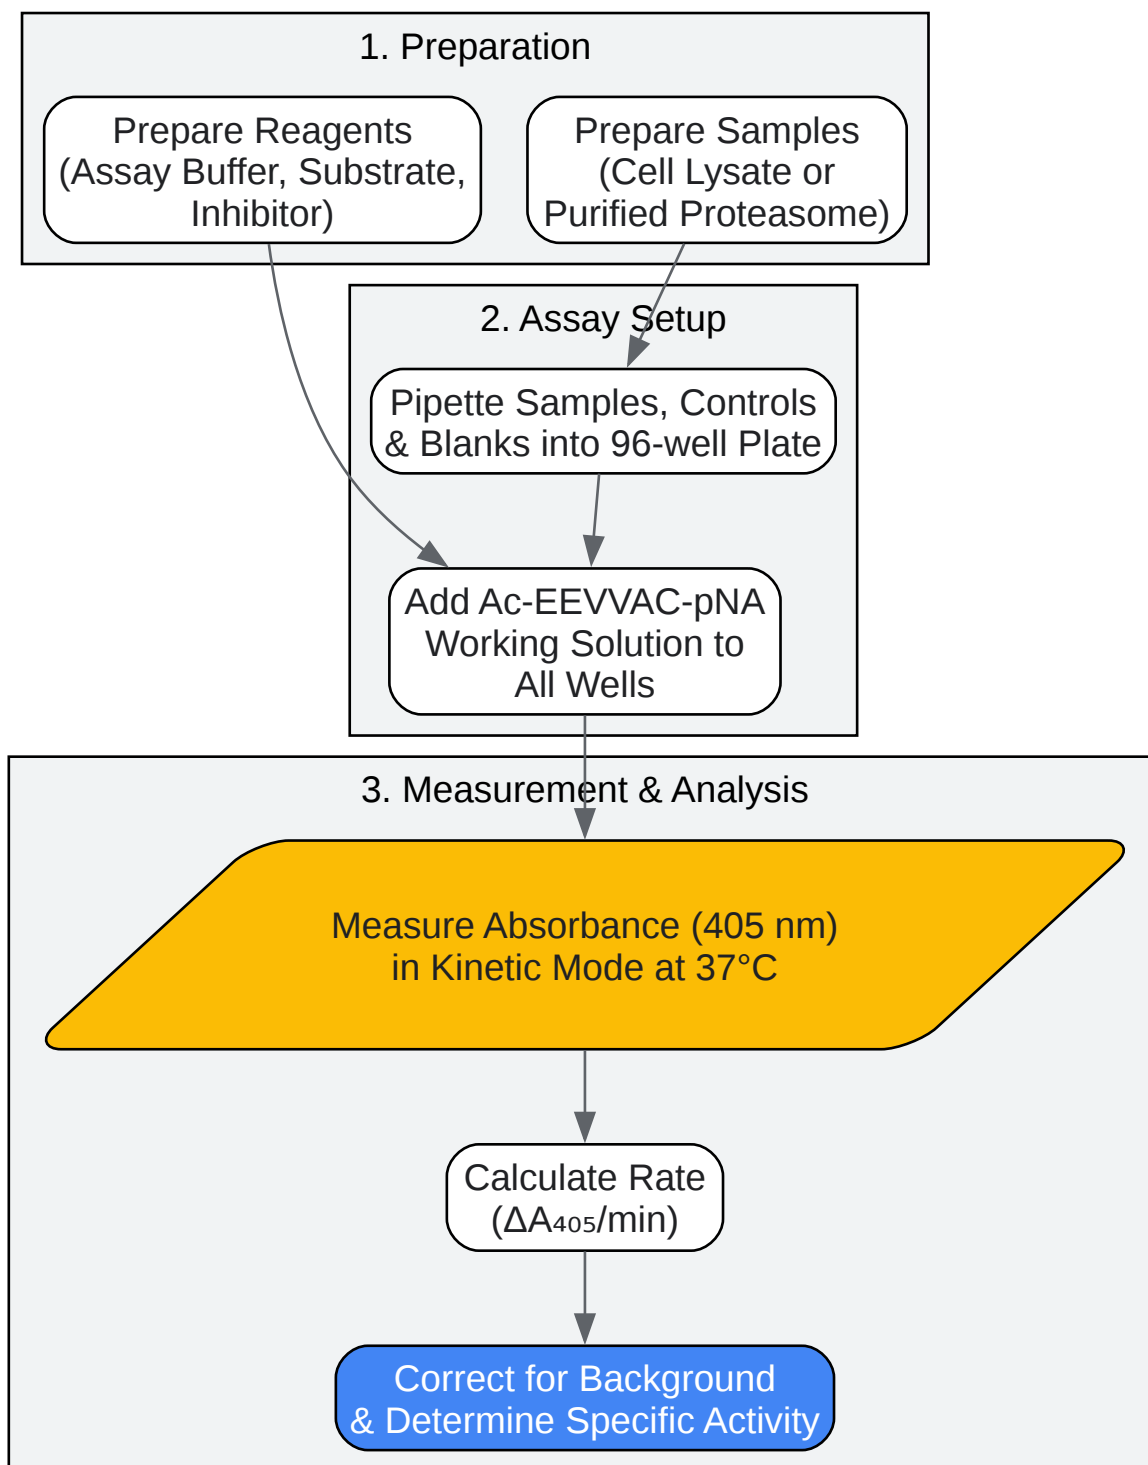 1. Preparation
Prepare Reagents
(Assay Buffer, Substrate,
Inhibitor)
Prepare Samples
(Cell Lysate or
Purified Proteasome)
2. Assay Setup
Pipette Samples, Controls
& Blanks into 96-well Plate
Add Ac-EEVVAC-pNA
Working Solution to
All Wells
3. Measurement & Analysis
Measure Absorbance (405 nm)
in Kinetic Mode at 37°C
Calculate Rate
(ΔA₄₀₅/min)
Correct for Background
& Determine Specific Activity